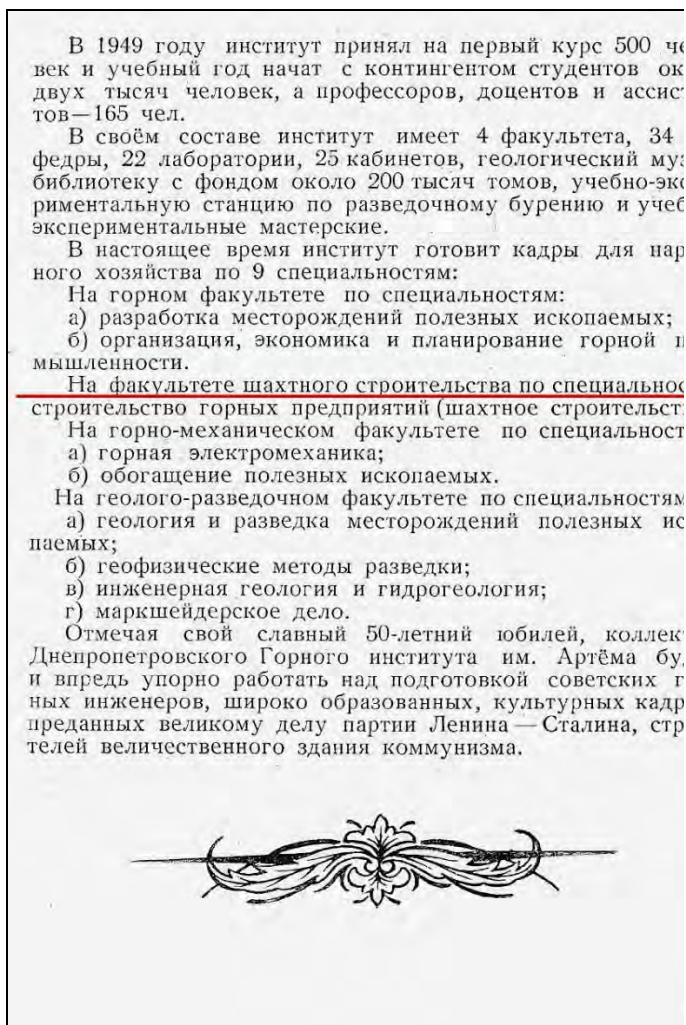 В 1949 году институт принял на первый курс 500 че
век и учебный год начат с контингентом студентов ок
двух тысяч человек, а профессоров, доцентов и ассист
тов—165 чел.
В своём составе институт имеет 4 факультета, 34
федры, 22 лаборатории, 25 кабинетов, геологический муз
библиотеку с фондом около 200 тысяч томов, учебно-экс
риментальную станцию по разведочному бурению и учеб
экспериментальные мастерские.
В настоящее время институт готовит кадры для нар
ного хозяйства по 9 специальностям:
На горном факультете по специальностям:
а) разработка месторождений полезных ископаемых;
б) организация, экономика и планирование горной п
мышленности.
На факультете шахтного строительства по специальнос
строительство горных предприятий (шахтное строительст
На горно-механическом факультете по специальност
а) горная электромеханика;
б) обогащение полезных ископаемых.
На геолого-разведочном факультете по специальностям
а) геология и разведка месторождений полезных ис
паемых;
б) геофизические методы разведки;
в) инженерная геология и гидрогеология;
г) маркшейдерское дело.
Отмечая свой славный 50-летний юбилей, коллек
Днепропетровского Горного института им. Артёма буд
и впредь упорно работать над подготовкой советских г
ных инженеров, широко образованных, культурных кадр
преданных великому делу партии Ленина — Сталина, стр
телей величественного здания коммунизма.